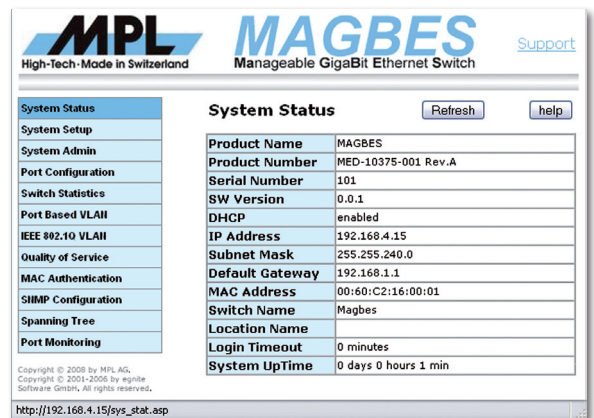 MPL
High-Tech · Made in Switzerland
MAGBES
Manageable GigaBit Ethernet Switch
Support
System Status
System Setup
System Admin
Port Configuration
Switch Statistics
Port Based VLAN
IEEE 802.1Q VLAN
Quality of Service
MAC Authentication
SNMP Configuration
Spanning Tree
Port Monitoring
Copyright © 2008 by MPL AG.
Copyright © 2001-2006 by egnite
Software GmbH. All rights reserved.
System Status
Refresh
help
Product Name MAGBES
Product Number MED-10375-001 Rev.A
Serial Number 101
SW Version 0.0.1
DHCP enabled
IP Address 192.168.4.15
Subnet Mask 255.255.240.0
Default Gateway 192.168.1.1
MAC Address 00:60:C2:16:00:01
Switch Name Magbes
Location Name
Login Timeout 0 minutes
System UpTime 0 days 0 hours 1 min
http://192.168.4.15/sys_stat.asp